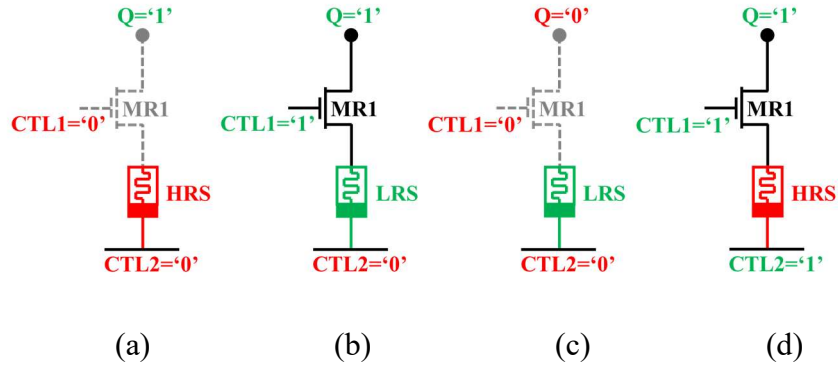 Q=‘1’ Q=‘1’ Q=‘0’ Q=‘1’
MR1 MR1 MR1 MR1
CTL1=‘0’ CTL1=‘1’ CTL1=‘0’ CTL1=‘1’
HRS LRS LRS HRS
CTL2=‘0’ CTL2=‘0’ CTL2=‘0’ CTL2=‘1’
(a) (b) (c) (d)